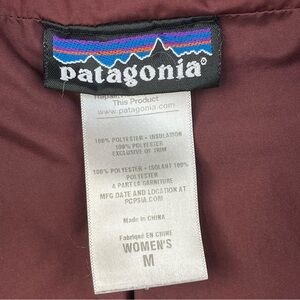 patagonia®
This Product
www.patagonia.com
100% POLYESTER • INSULATION
100% POLYESTER
EXCLUSIVE OF TRIM
100% POLYESTER • ISOLANT 100%
POLYESTER
A PART LA GARNITURE
MFG DATE AND LOCATION AT
PCPSIA.COM
Made in CHINA
Fabriqué EN CHINE
WOMEN'S
M